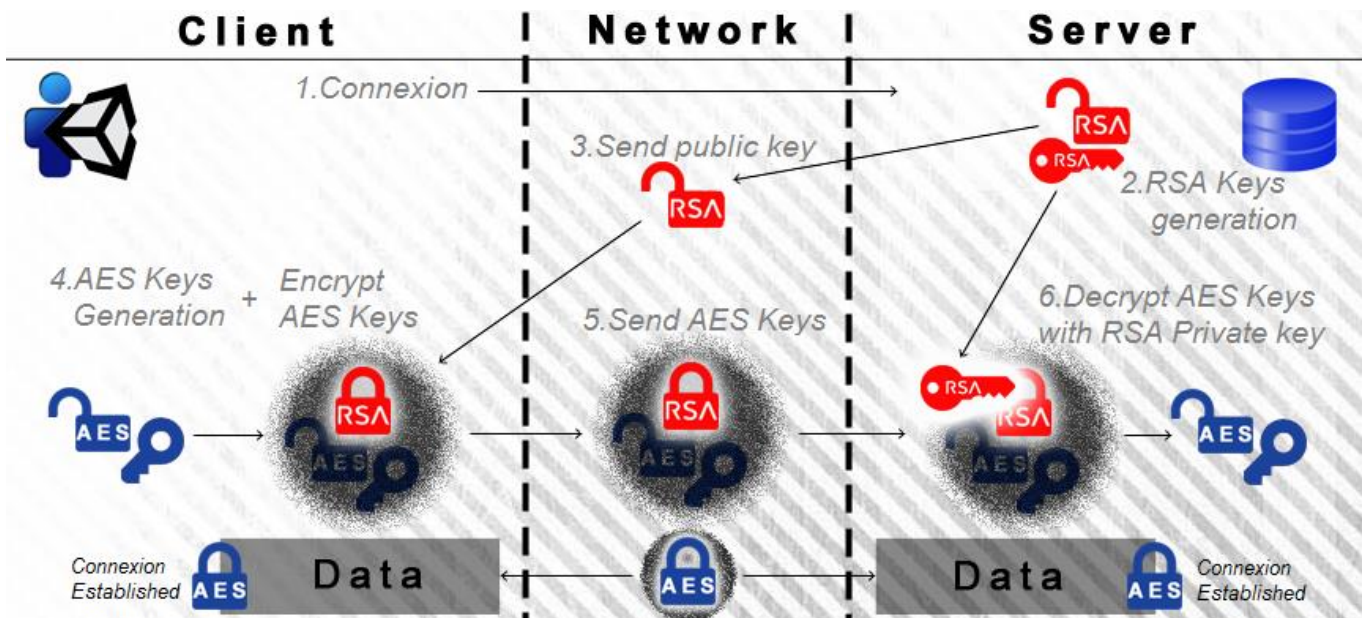 Client
Network
Server
1.Connexion
3.Send public key
RSA
RSA
2.RSA Keys
generation
RSA
4.AES Keys
Generation
+
Encrypt
AES Keys
5.Send AES Keys
6.Decrypt AES Keys
with RSA Private key
AES
RSA
AES
RSA
AES
RSA
RSA
AES
AES
Connexion
Established
AES
Data
AES
Data
AES
Connexion
Established